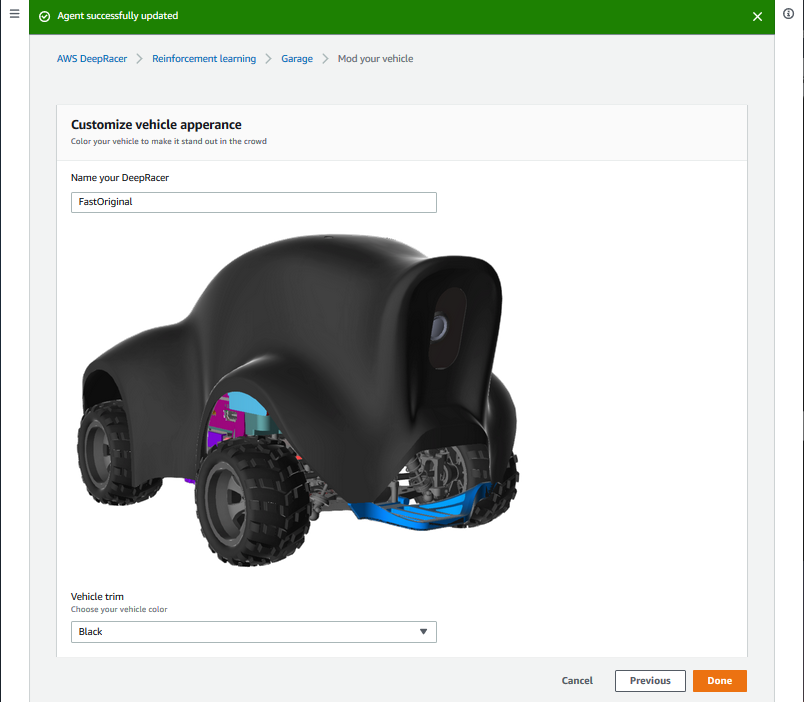 Agent successfully updated
AWS DeepRacer > Reinforcement learning > Garage > Mod your vehicle
Customize vehicle apperance
Color your vehicle to make it stand out in the crowd
Name your DeepRacer
FastOriginal
Vehicle trim
Choose your vehicle color
Black
Cancel Previous Done